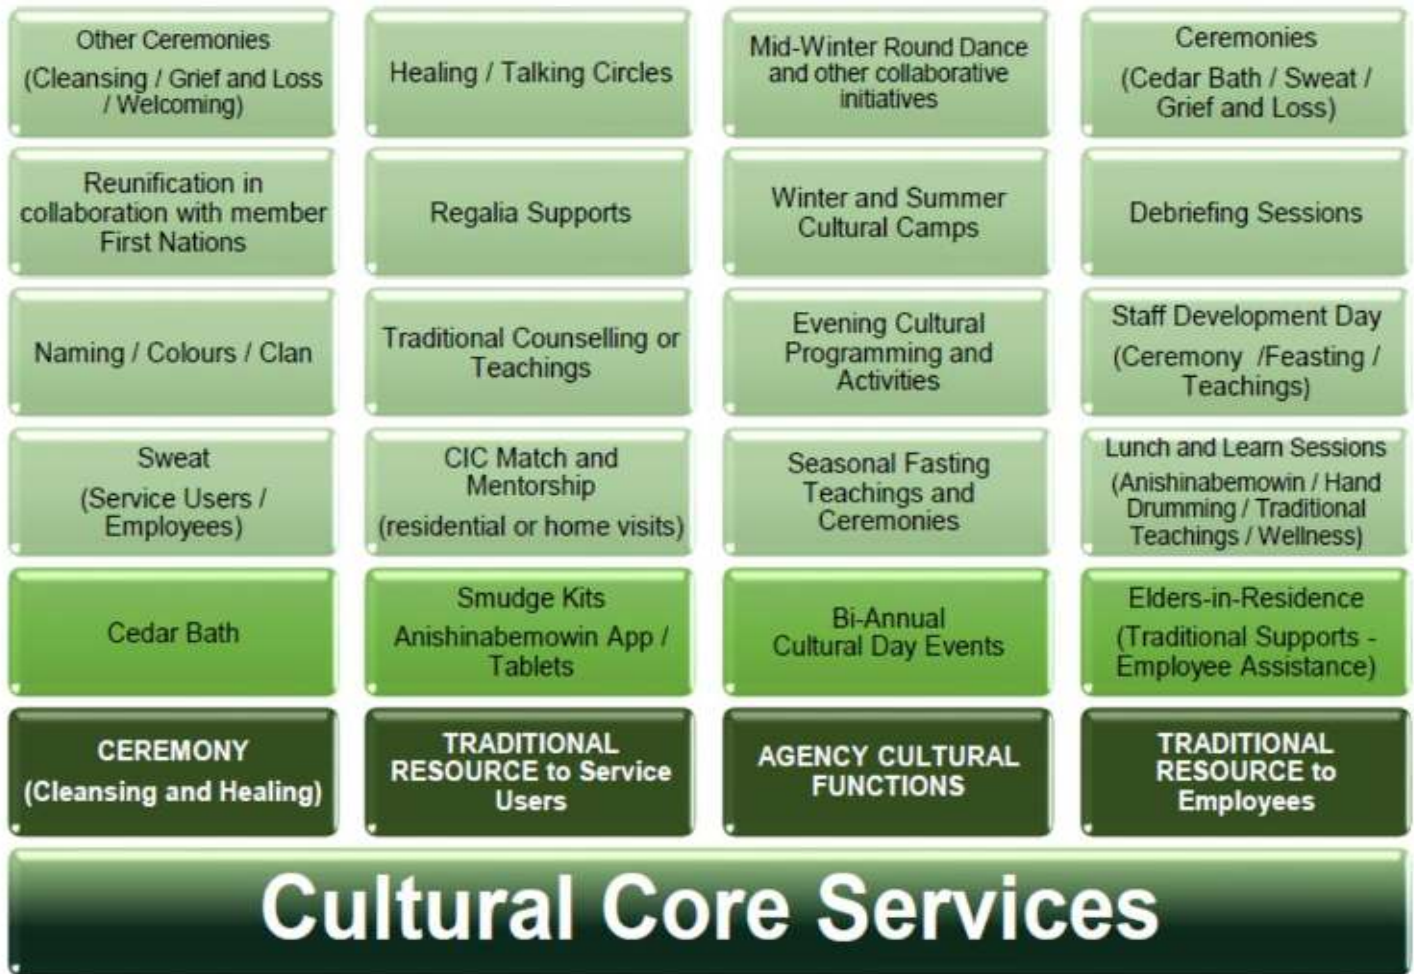 Other Ceremonies
(Cleansing / Grief and Loss
/ Welcoming)
Healing / Talking Circles
Mid-Winter Round Dance
and other collaborative
initiatives
Ceremonies
(Cedar Bath / Sweat /
Grief and Loss)
Reunification in
collaboration with member
First Nations
Regalia Supports
Winter and Summer
Cultural Camps
Debriefing Sessions
Naming / Colours / Clan
Traditional Counselling or
Teachings
Evening Cultural
Programming and
Activities
Staff Development Day
(Ceremony /Feasting /
Teachings)
Sweat
(Service Users /
Employees)
CIC Match and
Mentorship
(residential or home visits)
Seasonal Fasting
Teachings and
Ceremonies
Lunch and Learn Sessions
(Anishinabemowin / Hand
Drumming / Traditional
Teachings / Wellness)
Cedar Bath
Smudge Kits
Anishinabemowin App /
Tablets
Bi-Annual
Cultural Day Events
Elders-in-Residence
(Traditional Supports -
Employee Assistance)
CEREMONY
(Cleansing and Healing)
TRADITIONAL
RESOURCE to Service
Users
AGENCY CULTURAL
FUNCTIONS
TRADITIONAL
RESOURCE to
Employees
Cultural Core Services